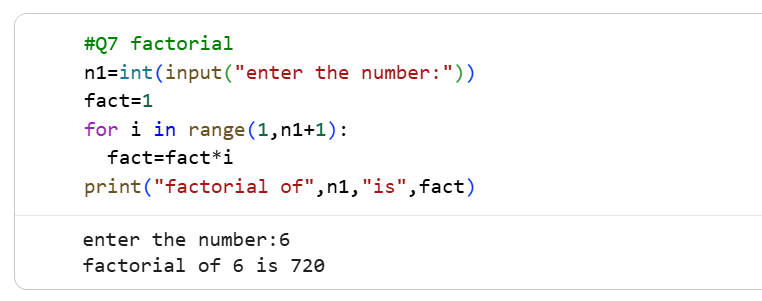 #Q7 factorial
n1=int(input("enter the number:"))
fact=1
for i in range(1,n1+1):
  fact=fact*i
print("factorial of",n1,"is",fact)
enter the number:6
factorial of 6 is 720